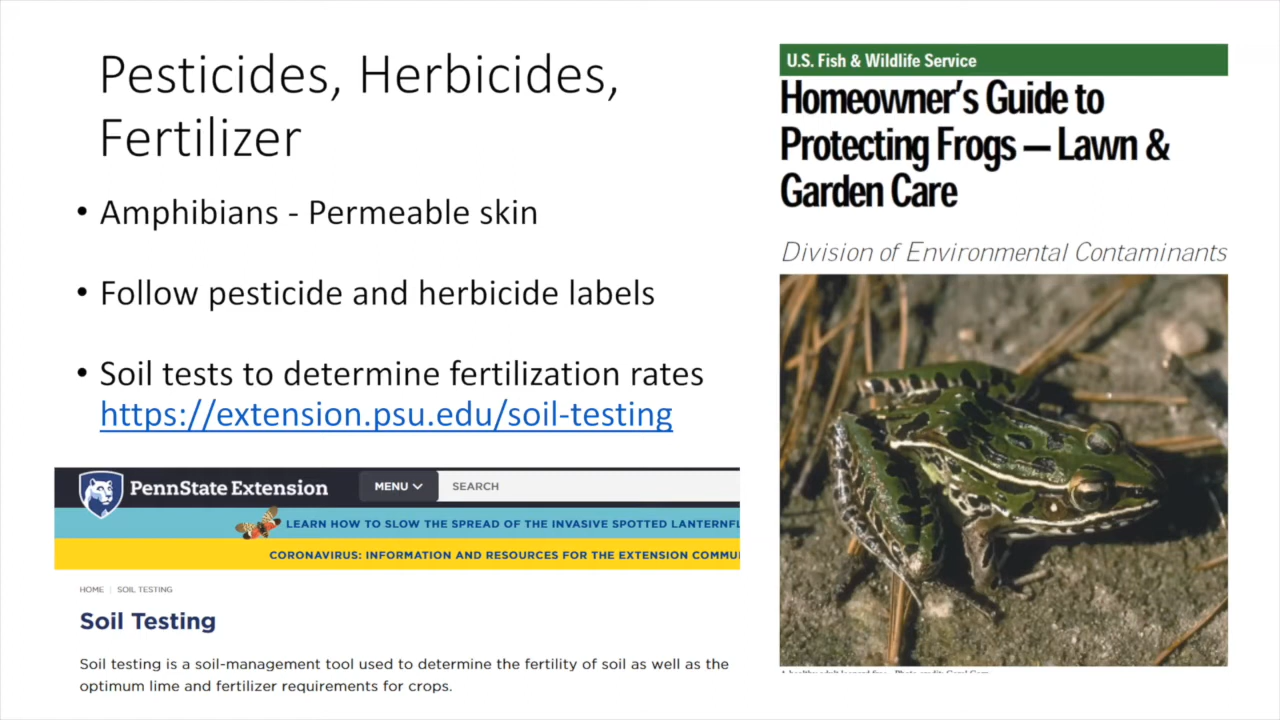 Pesticides, Herbicides,
Fertilizer
• Amphibians - Permeable skin
• Follow pesticide and herbicide labels
• Soil tests to determine fertilization rates
https://extension.psu.edu/soil-testing
PennState Extension
MENU
SEARCH
LEARN HOW TO SLOW THE SPREAD OF THE INVASIVE SPOTTED LANTERNFL
CORONAVIRUS: INFORMATION AND RESOURCES FOR THE EXTENSION COMMU
HOME | SOIL TESTING
Soil Testing
Soil testing is a soil-management tool used to determine the fertility of soil as well as the
optimum lime and fertilizer requirements for crops.
U.S. Fish & Wildlife Service
Homeowner's Guide to
Protecting Frogs — Lawn &
Garden Care
Division of Environmental Contaminants